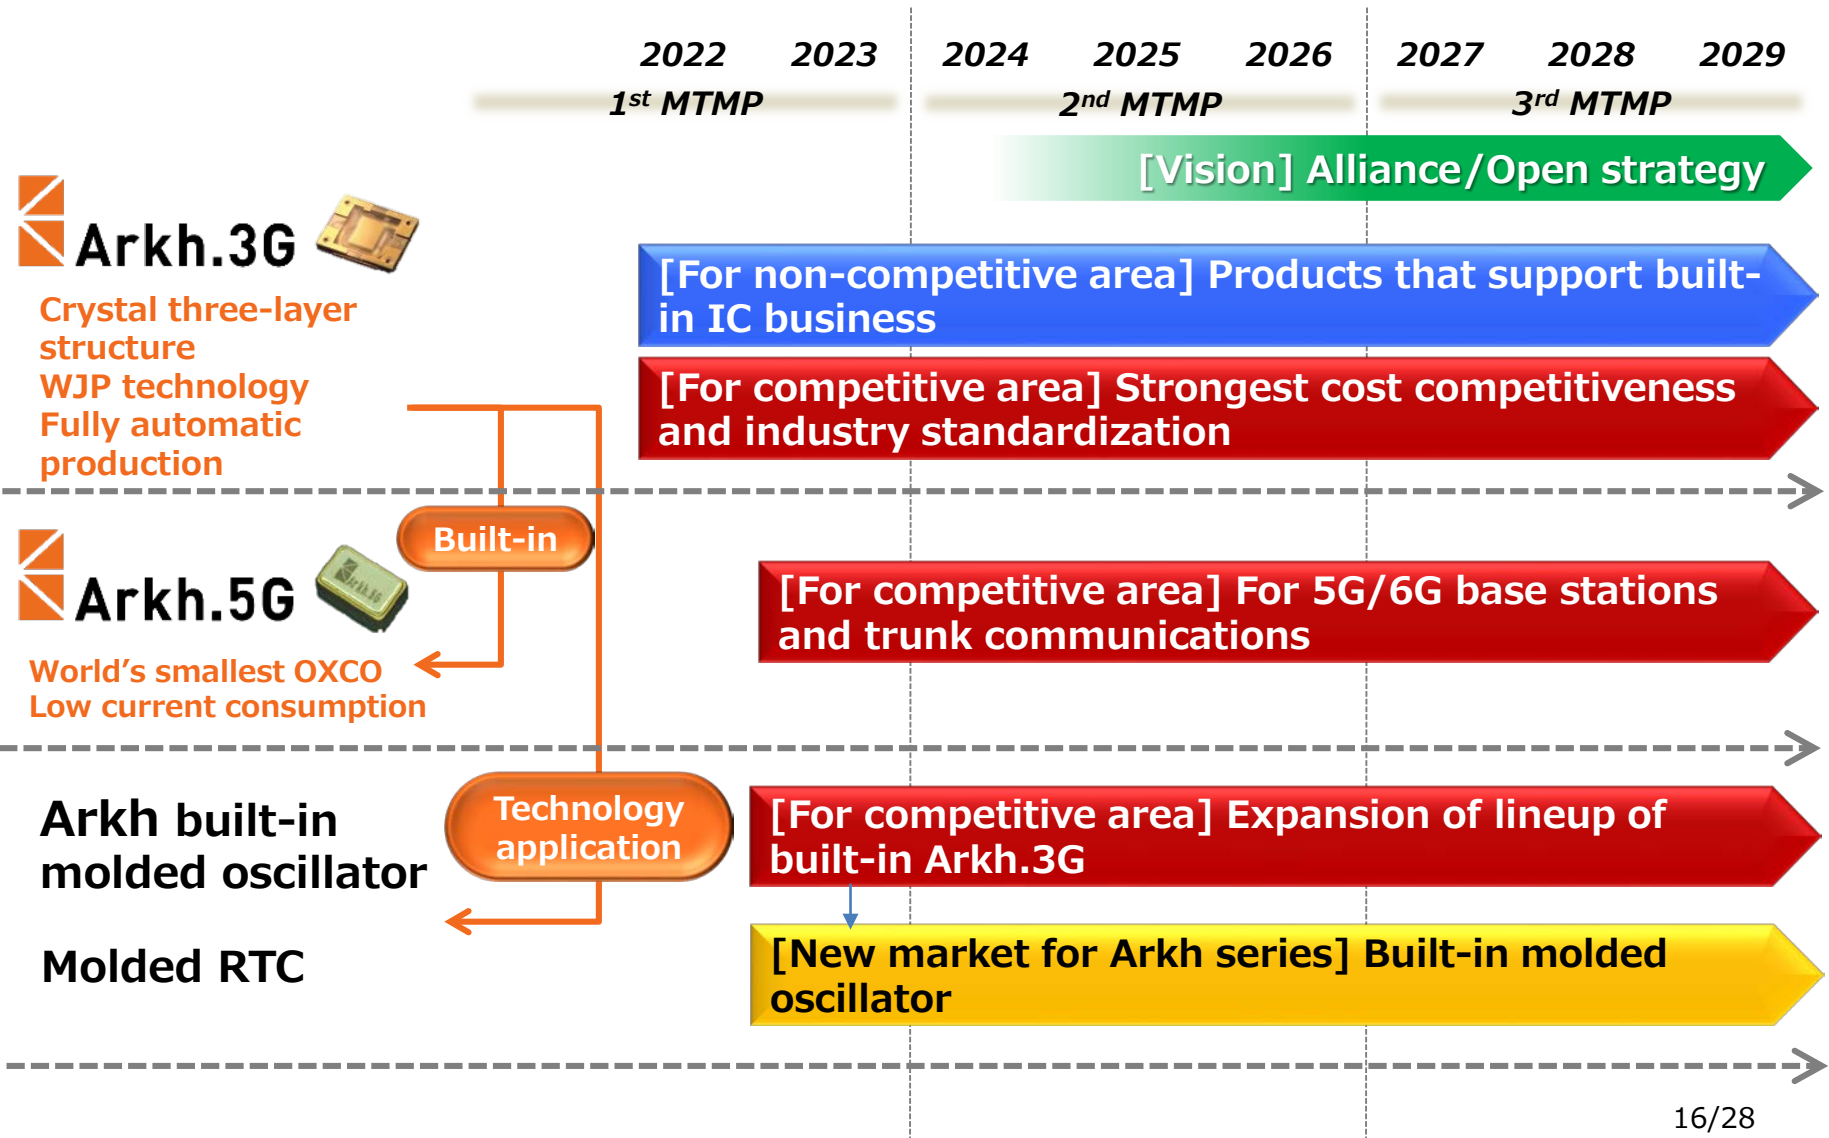 2022 2023 2024 2025 2026 2027 2028 2029
1st MTMP 2nd MTMP 3rd MTMP
[Vision] Alliance/Open strategy
Arkh.3G
Crystal three-layer
structure
WJP technology
Fully automatic
production
[For non-competitive area] Products that support built-
in IC business
[For competitive area] Strongest cost competitiveness
and industry standardization
Built-in
Arkh.5G
Arkh.5G
World's smallest OXCO
Low current consumption
[For competitive area] For 5G/6G base stations
and trunk communications
Arkh built-in
molded oscillator
Molded RTC
Technology
application
[For competitive area] Expansion of lineup of
built-in Arkh.3G
[New market for Arkh series] Built-in molded
oscillator
16/28